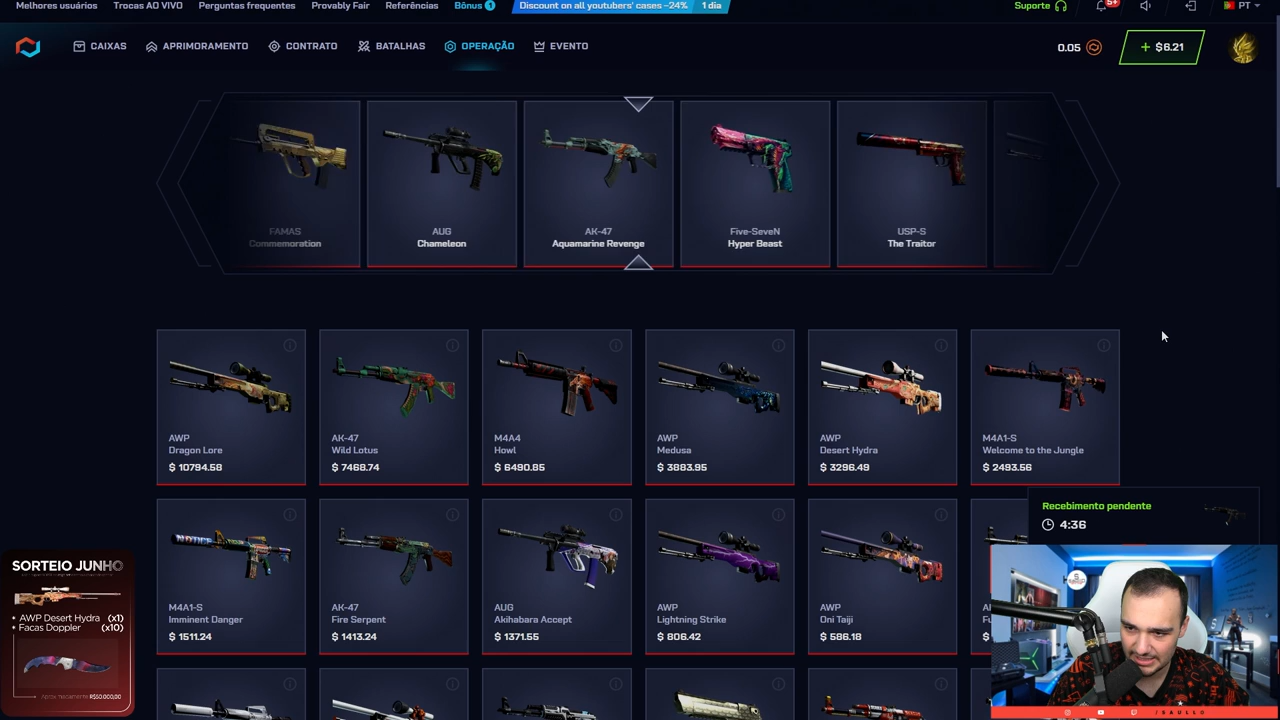 Melhores usuários Trocas AO VIVO Perguntas frequentes Provably Fair Referências Bônus 1 Discount on all youtubers' cases −24% 1 dia Suporte 5+ PT
CAIXAS APRIMORAMENTO CONTRATO BATALHAS OPERAÇÃO EVENTO 0.05 + $6.21
FAMAS
Commemoration
AUG
Chameleon
AK-47
Aquamarine Revenge
Five-SeveN
Hyper Beast
USP-S
The Traitor
AWP
Dragon Lore
$ 10794.58
AK-47
Wild Lotus
$ 7468.74
M4A4
Howl
$ 6490.85
AWP
Medusa
$ 3883.95
AWP
Desert Hydra
$ 3296.49
M4A1-S
Welcome to the Jungle
$ 2493.56
Recebimento pendente
4:36
M4A1-S
Imminent Danger
$ 1511.24
AK-47
Fire Serpent
$ 1413.24
AUG
Akihabara Accept
$ 1371.55
AWP
Lightning Strike
$ 806.42
AWP
Oni Taiji
$ 586.18
$
SORTEIO JUNHO
• AWP Desert Hydra (x1)
• Facas Doppler (x10)
R$50.000,00
/SAULLO